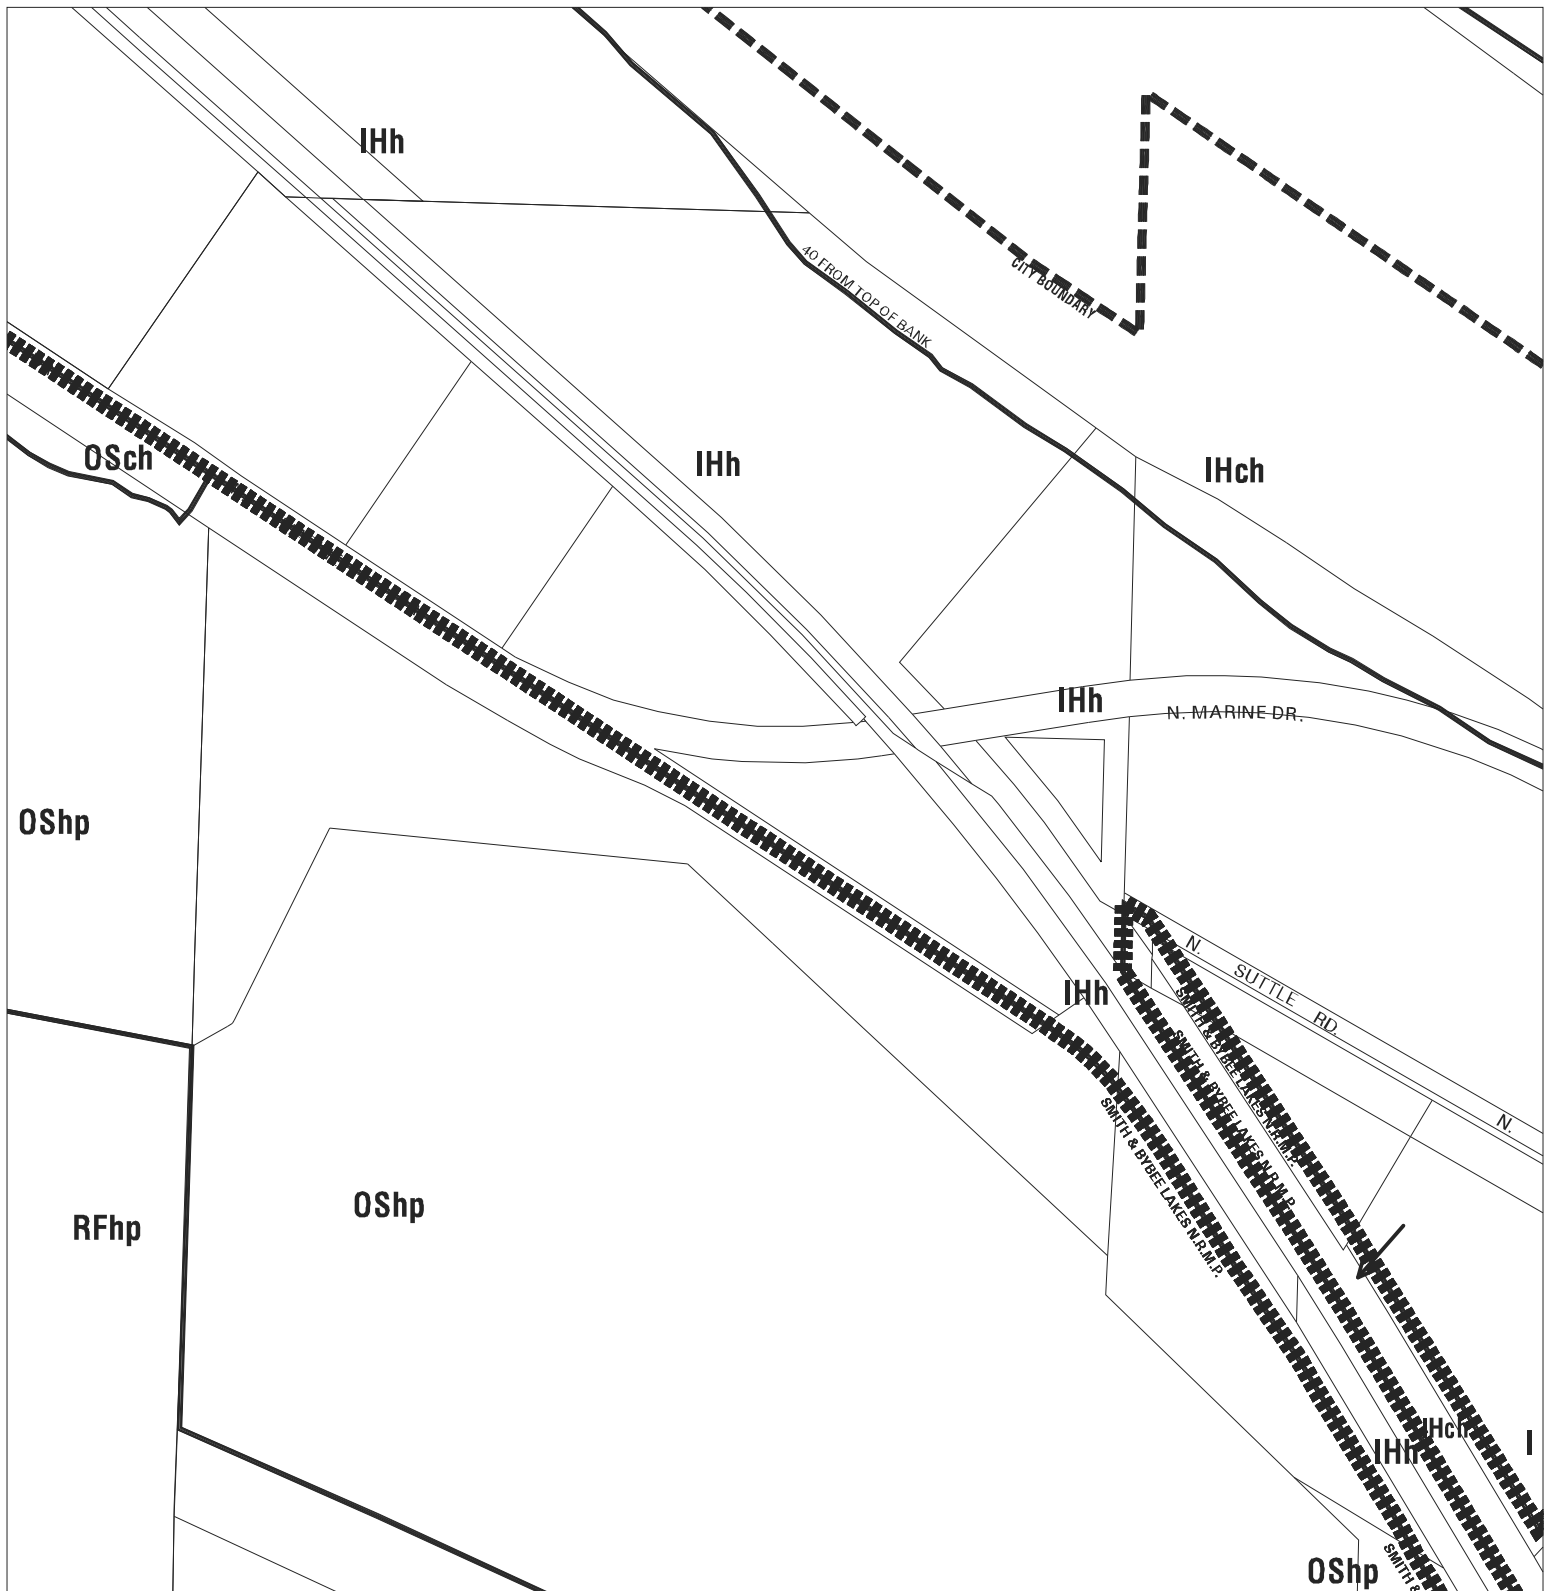 IHh
40 FROM TOP OF BANK
CITY BOUNDARY
OSch
IHh
IHch
IHh
N. MARINE DR.
OShp
N. SUTTLE RD.
IHh
SMITH & BYBEE LAKES N.R.M.P.
SMITH & BYBEE LAKES N.R.M.P.
SMITH & BYBEE LAKES N.R.M.P.
N.
OShp
RFhp
IHch
IHh
I
SMITH &
OShp